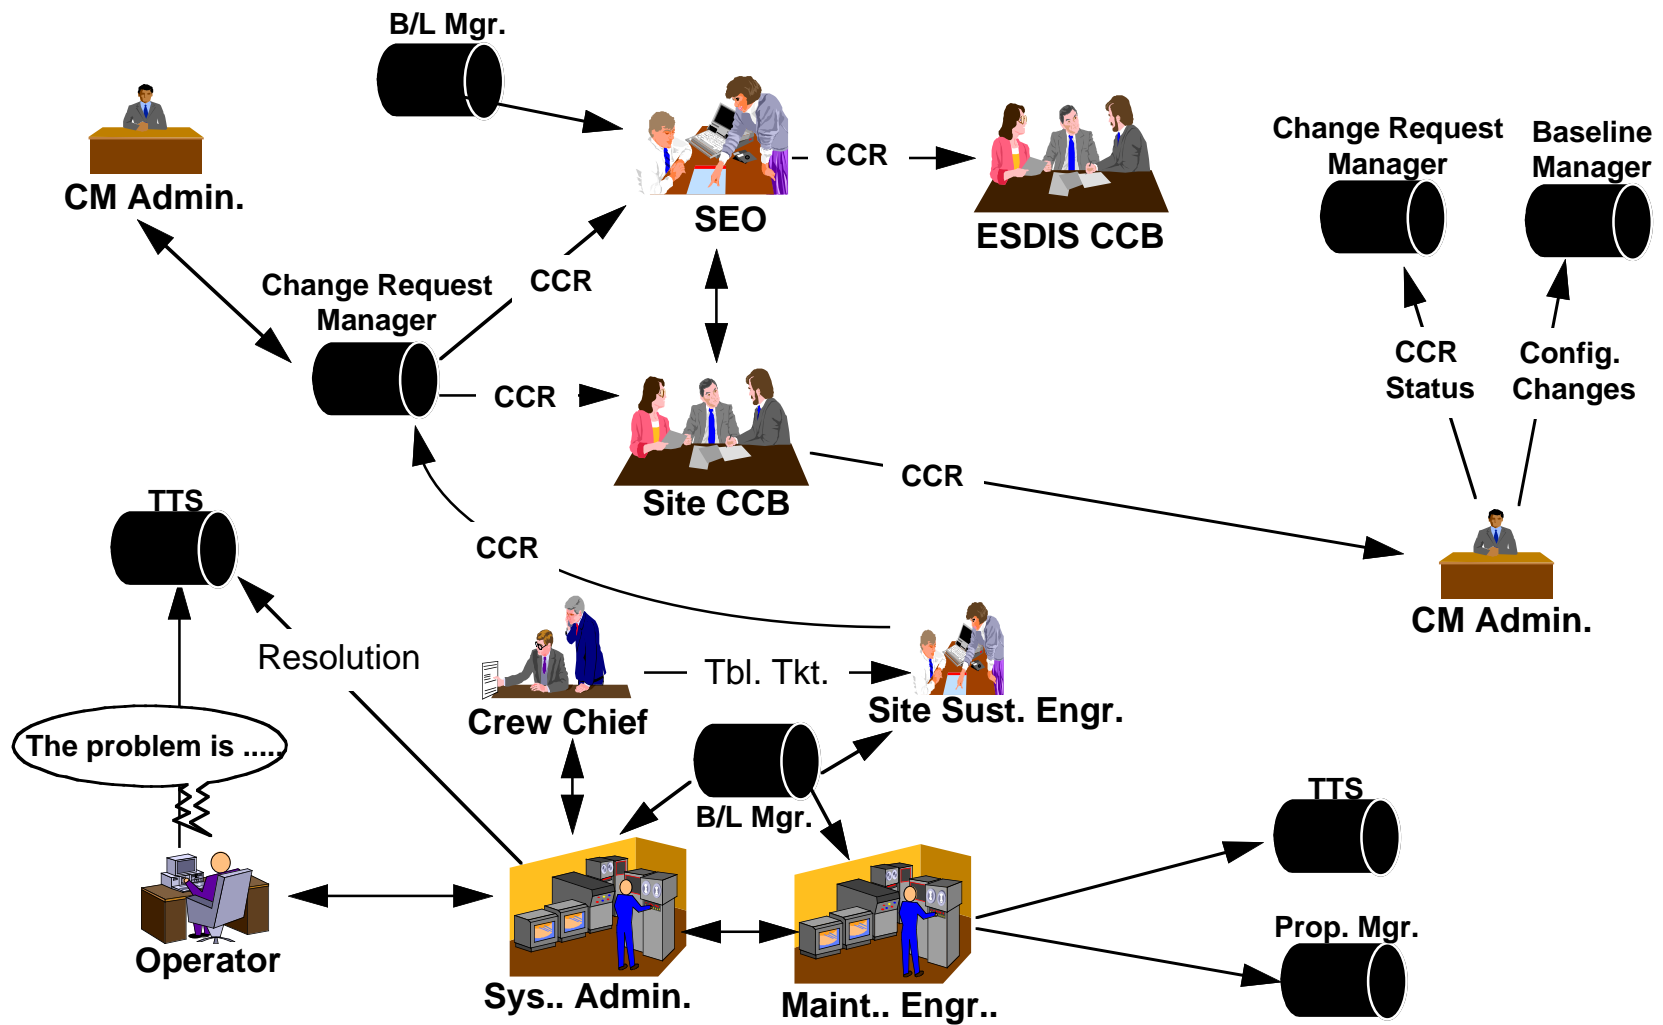 B/L Mgr.
CM Admin.
SEO
CCR
ESDIS CCB
Change Request
Manager
Baseline
Manager
Change Request
Manager
CCR
CCR
CCR
Status
Config.
Changes
Site CCB
CCR
TTS
CCR
CM Admin.
Resolution
Tbl. Tkt.
Crew Chief
Site Sust. Engr.
The problem is .....
B/L Mgr.
TTS
Operator
Prop. Mgr.
Sys.. Admin.
Maint.. Engr..